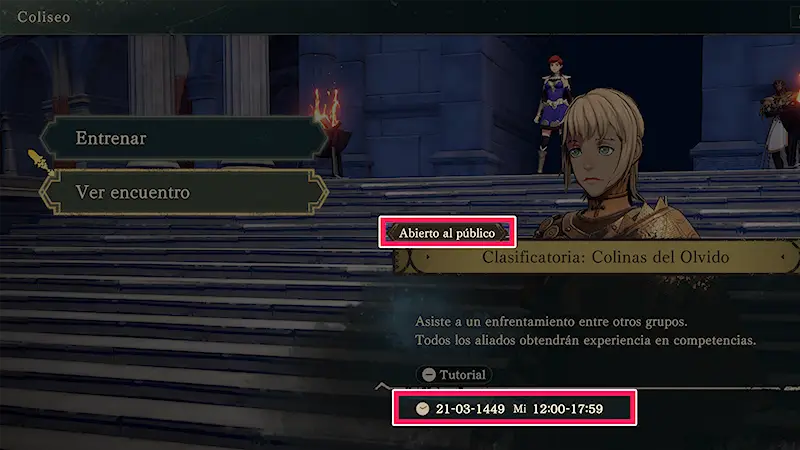 Coliseo
Entrenar
Ver encuentro
Abierto al público
Clasificatoria: Colinas del Olvido
Asiste a un enfrentamiento entre otros grupos.
Todos los aliados obtendrán experiencia en competencias.
Tutorial
21-03-1449 Mi 12:00-17:59